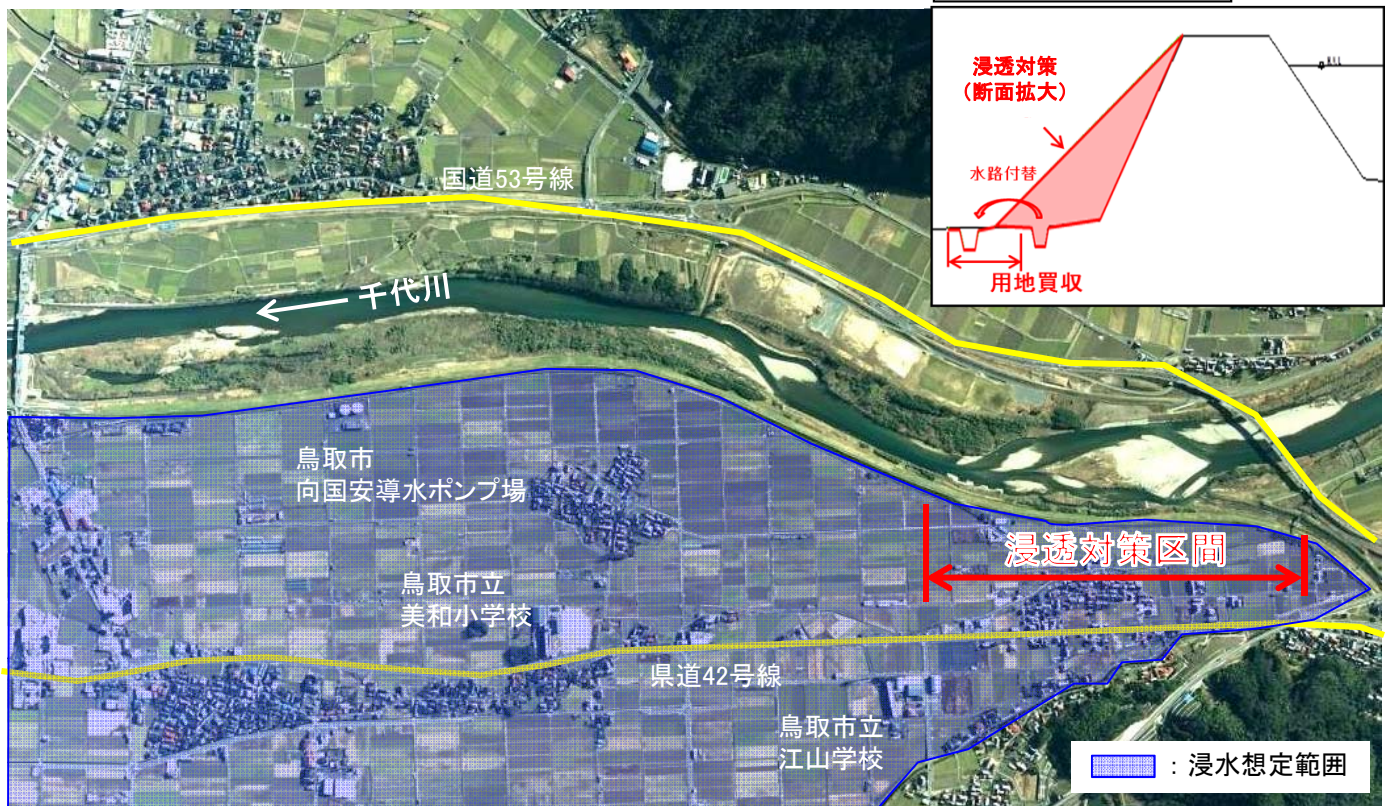 浸透対策
(断面拡大)
H.W.L
水路付替
用地買収
国道53号線
千代川
鳥取市
向国安導水ポンプ場
浸透対策区間
鳥取市立
美和小学校
県道42号線
鳥取市立
江山学校
:浸水想定範囲